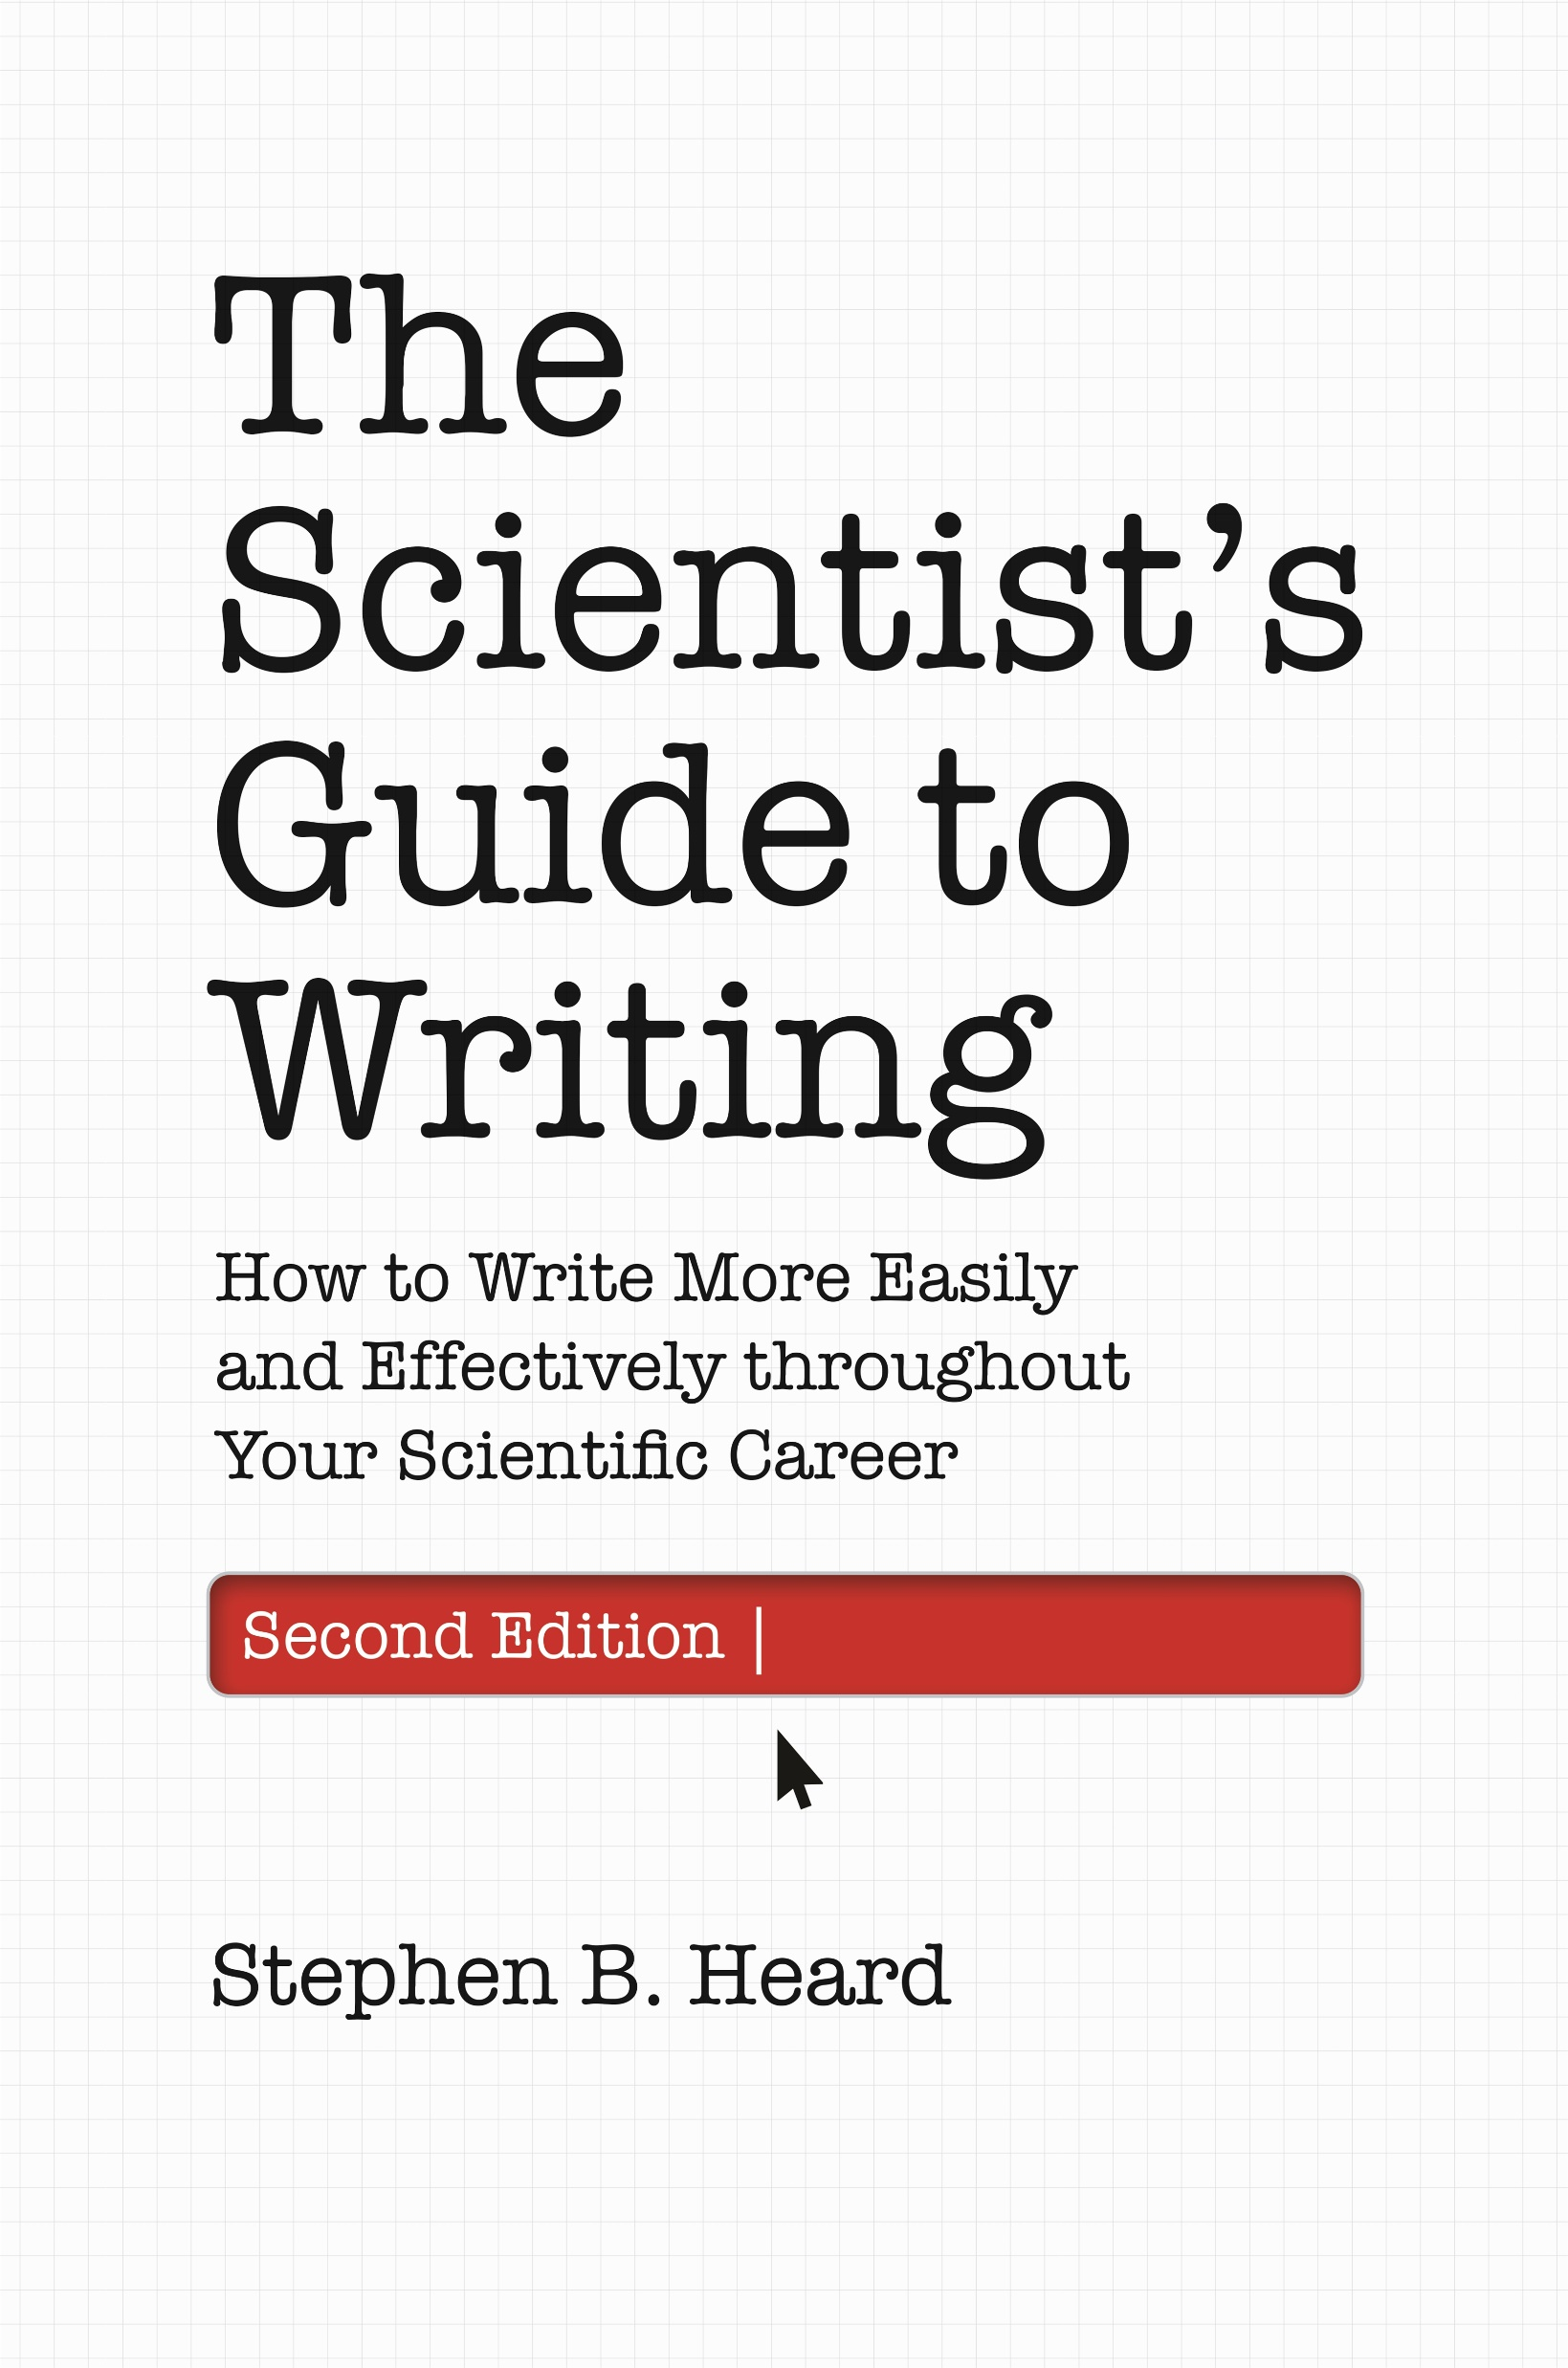 The
Scientist’s
Guide to
Writing
How to Write More Easily
and Effectively throughout
Your Scientific Career
Second Edition |
Stephen B. Heard